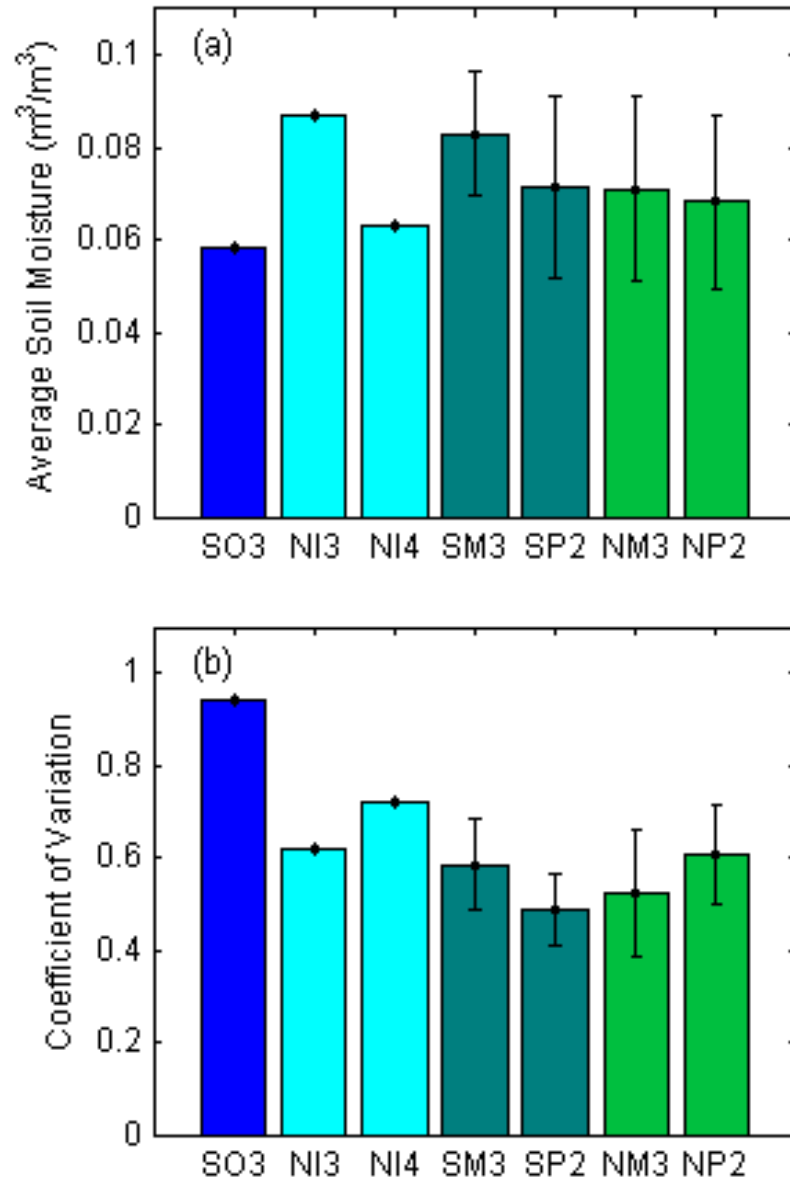 (a)
Average Soil Moisture (m³/m³)
0.1
0.08
0.06
0.04
0.02
0
SO3 NI3 NI4 SM3 SP2 NM3 NP2
(b)
Coefficient of Variation
1
0.8
0.6
0.4
0.2
0
SO3 NI3 NI4 SM3 SP2 NM3 NP2